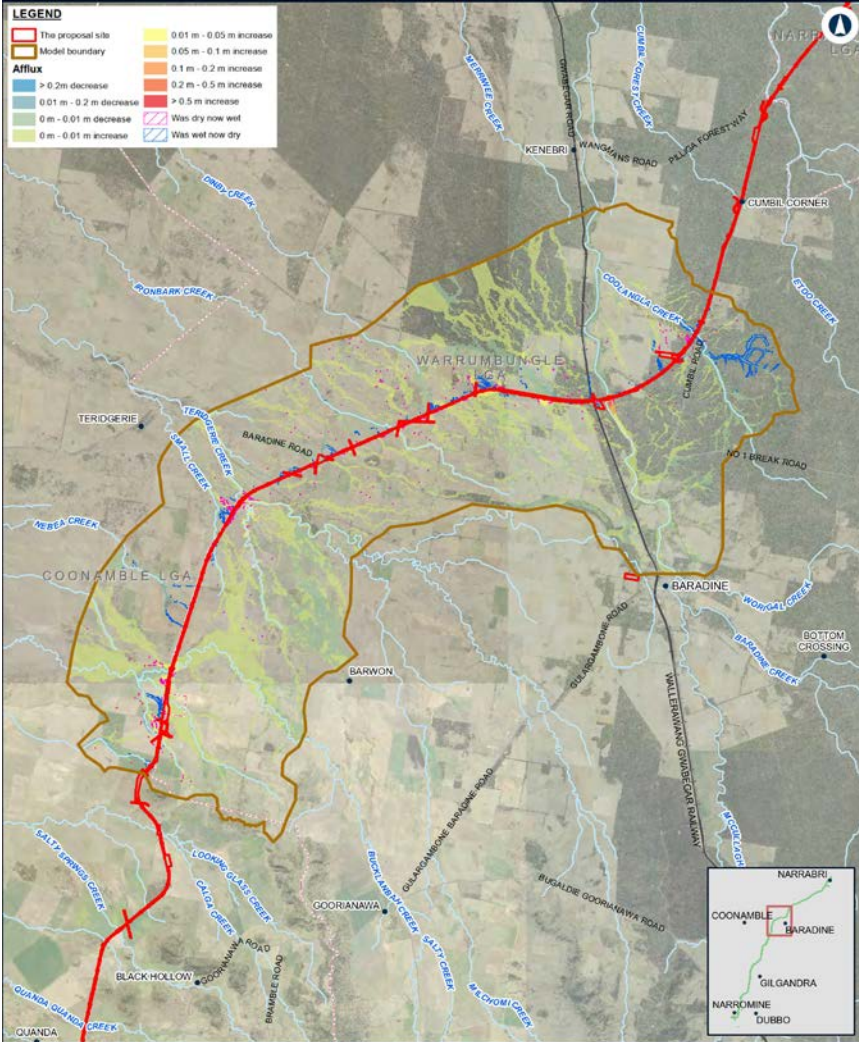 LEGEND
The proposal site
Model boundary
Afflux
> 0.2m decrease
0.01 m - 0.2 m decrease
0 m - 0.01 m decrease
0 m - 0.01 m increase
0.01 m - 0.05 m increase
0.05 m - 0.1 m increase
0.1 m - 0.2 m increase
0.2 m - 0.5 m increase
> 0.5 m increase
Was dry now wet
Was wet now dry
LGA
MERRIWEE CREEK
GWABEGAR ROAD
CUMBIL FOREST CREEK
KENEBRI
WANGMANS ROAD
PILLIGA FOREST WAY
CUMBIL CORNER
DINBY CREEK
IRONBARK CREEK
COOLANGLA CREEK
ETOO CREEK
WARRUMBUNGLE
LGA
CUMBIL ROAD
TERIDGERIE
TERIDGERIE CREEK
SMALL CREEK
BARADINE ROAD
NO 1 BREAK ROAD
NEBEA CREEK
COONAMBLE LGA
BARADINE
WORIGAL CREEK
BARADINE CREEK
BOTTOM
CROSSING
BARWON
GULARGAMBONE ROAD
WALLERAWANG GWABEGAR RAILWAY
GULARGAMBONE BARADINE ROAD
SALTY SPRINGS CREEK
LOOKING GLASS CREEK
CALGA CREEK
BUCKLANBAH CREEK
GOORIANAWA
BUGALDIE GOORIANAWA ROAD
MCCULLAGH
SALTY CREEK
MILCHOMI CREEK
BLACK HOLLOW
GOORIANAWA ROAD
BRAMBLE ROAD
QUANDA QUANDA CREEK
QUANDA
NARRABRI
COONAMBLE
BARADINE
GILGANDRA
NARROMINE
DUBBO